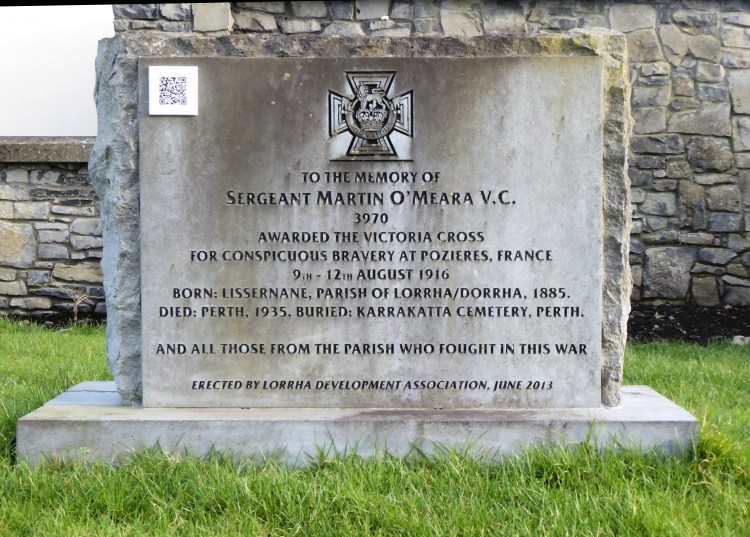 TO THE MEMORY OF
SERGEANT MARTIN O'MEARA V.C.
3970
AWARDED THE VICTORIA CROSS
FOR CONSPICUOUS BRAVERY AT POZIERES, FRANCE
9TH - 12TH AUGUST 1916
BORN: LISSERNANE, PARISH OF LORRHA/DORRHA, 1885.
DIED: PERTH, 1935. BURIED: KARRAKATTA CEMETERY, PERTH.
AND ALL THOSE FROM THE PARISH WHO FOUGHT IN THIS WAR
ERECTED BY LORRHA DEVELOPMENT ASSOCIATION, JUNE 2013